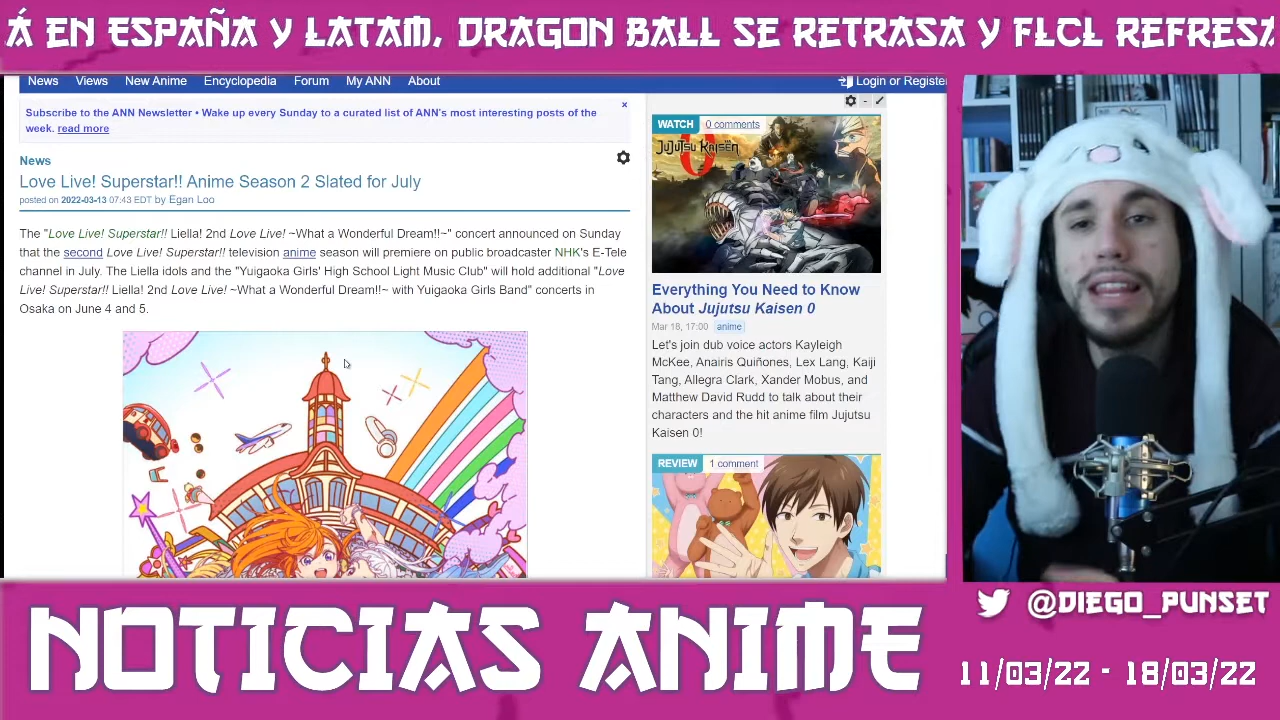 Á EN ESPAÑA Y LATAM, DRAGON BALL SE RETRASA Y FLCL REFRESA
News Views New Anime Encyclopedia Forum My ANN About Login or Register
Subscribe to the ANN Newsletter • Wake up every Sunday to a curated list of ANN's most interesting posts of the
week. read more
x
News
Love Live! Superstar!! Anime Season 2 Slated for July
posted on 2022-03-13 07:43 EDT by Egan Loo
The "Love Live! Superstar!! Liella! 2nd Love Live! ~What a Wonderful Dream!!~" concert announced on Sunday
that the second Love Live! Superstar!! television anime season will premiere on public broadcaster NHK's E-Tele
channel in July. The Liella idols and the "Yuigaoka Girls' High School Light Music Club" will hold additional "Love
Live! Superstar!! Liella! 2nd Love Live! ~What a Wonderful Dream!!~ with Yuigaoka Girls Band" concerts in
Osaka on June 4 and 5.
WATCH 0 comments
JUJUTSU KAISEN
0
Everything You Need to Know
About Jujutsu Kaisen 0
Mar 18, 17:00 anime
Let's join dub voice actors Kayleigh
McKee, Anairis Quiñones, Lex Lang, Kaiji
Tang, Allegra Clark, Xander Mobus, and
Matthew David Rudd to talk about their
characters and the hit anime film Jujutsu
Kaisen 0!
REVIEW 1 comment
NOTICIAS ANIME
@DIEGO_PUNSET
11/03/22 - 18/03/22